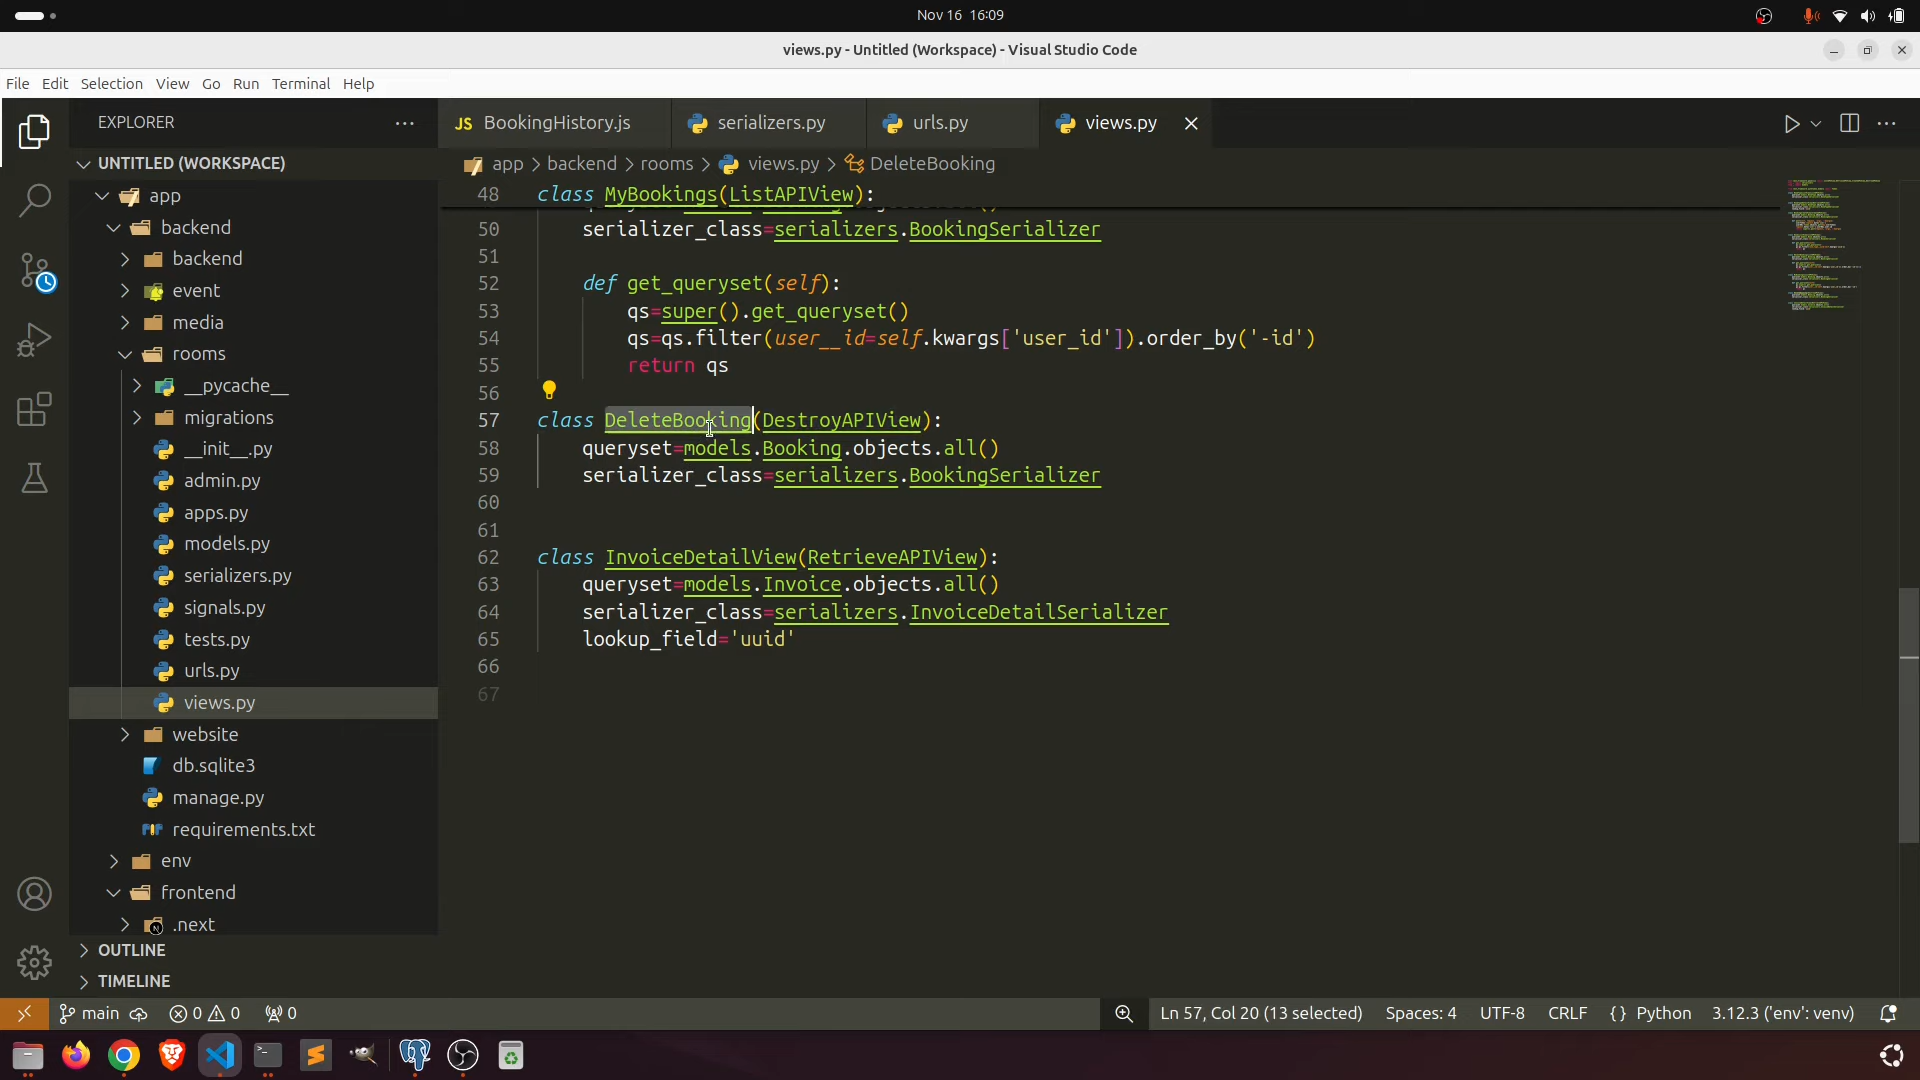 Nov 16 16:09
views.py - Untitled (Workspace) - Visual Studio Code
File Edit Selection View Go Run Terminal Help
EXPLORER
UNTITLED (WORKSPACE)
app
backend
backend
event
media
rooms
__pycache__
migrations
__init__.py
admin.py
apps.py
models.py
serializers.py
signals.py
tests.py
urls.py
views.py
website
db.sqlite3
manage.py
requirements.txt
env
frontend
.next
OUTLINE
TIMELINE
JS BookingHistory.js serializers.py urls.py views.py
app > backend > rooms > views.py > DeleteBooking
48 class MyBookings(ListAPIView):
50 serializer_class=serializers.BookingSerializer
51
52 def get_queryset(self):
53 qs=super().get_queryset()
54 qs=qs.filter(user__id=self.kwargs['user_id']).order_by('-id')
55 return qs
56
57 class DeleteBooking(DestroyAPIView):
58 queryset=models.Booking.objects.all()
59 serializer_class=serializers.BookingSerializer
60
61
62 class InvoiceDetailView(RetrieveAPIView):
63 queryset=models.Invoice.objects.all()
64 serializer_class=serializers.InvoiceDetailSerializer
65 lookup_field='uuid'
66
67
main 0 0 0 Ln 57, Col 20 (13 selected) Spaces: 4 UTF-8 CRLF {} Python 3.12.3 ('env': venv)